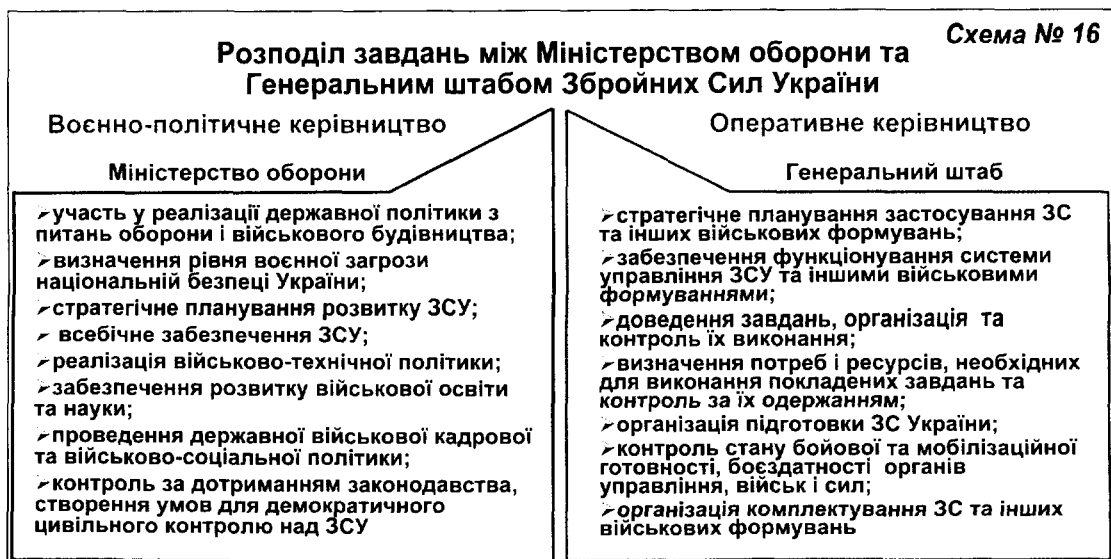 Схема № 16
Розподіл завдань між Міністерством оборони та
Генеральним штабом Збройних Сил України
Воєнно-політичне керівництво
Міністерство оборони
➢участь у реалізації державної політики з
питань оборони і військового будівництва;
➢визначення рівня воєнної загрози
національній безпеці України;
➢стратегічне планування розвитку ЗСУ;
➢ всебічне забезпечення ЗСУ;
➢реалізація військово-технічної політики;
➢забезпечення розвитку військової освіти
та науки;
➢проведення державної військової кадрової
та військово-соціальної політики;
➢контроль за дотриманням законодавства,
створення умов для демократичного
цивільного контролю над ЗСУ
Оперативне керівництво
Генеральний штаб
➢стратегічне планування застосування ЗС
та інших військових формувань;
➢забезпечення функціонування системи
управління ЗСУ та іншими військовими
формуваннями;
➢доведення завдань, організація та
контроль їх виконання;
➢визначення потреб і ресурсів, необхідних
для виконання покладених завдань та
контроль за їх одержанням;
➢організація підготовки ЗС України;
➢контроль стану бойової та мобілізаційної
готовності, боєздатності органів
управління, військ і сил;
➢організація комплектування ЗС та інших
військових формувань